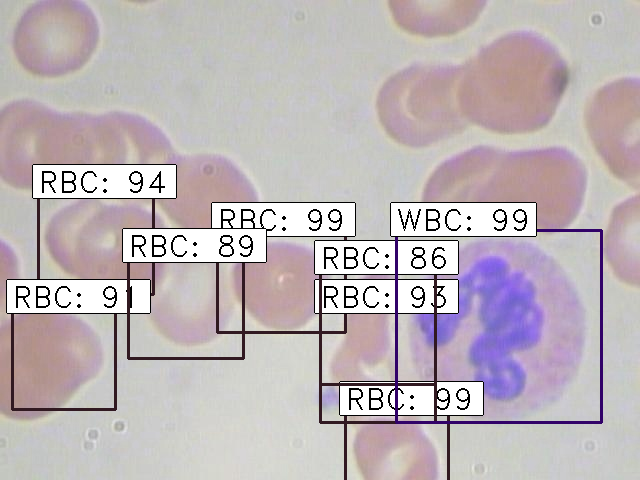 RBC: 94
RBC: 99
WBC: 99
RBC: 89
RBC: 86
RBC: 91
RBC: 93
RBC: 99